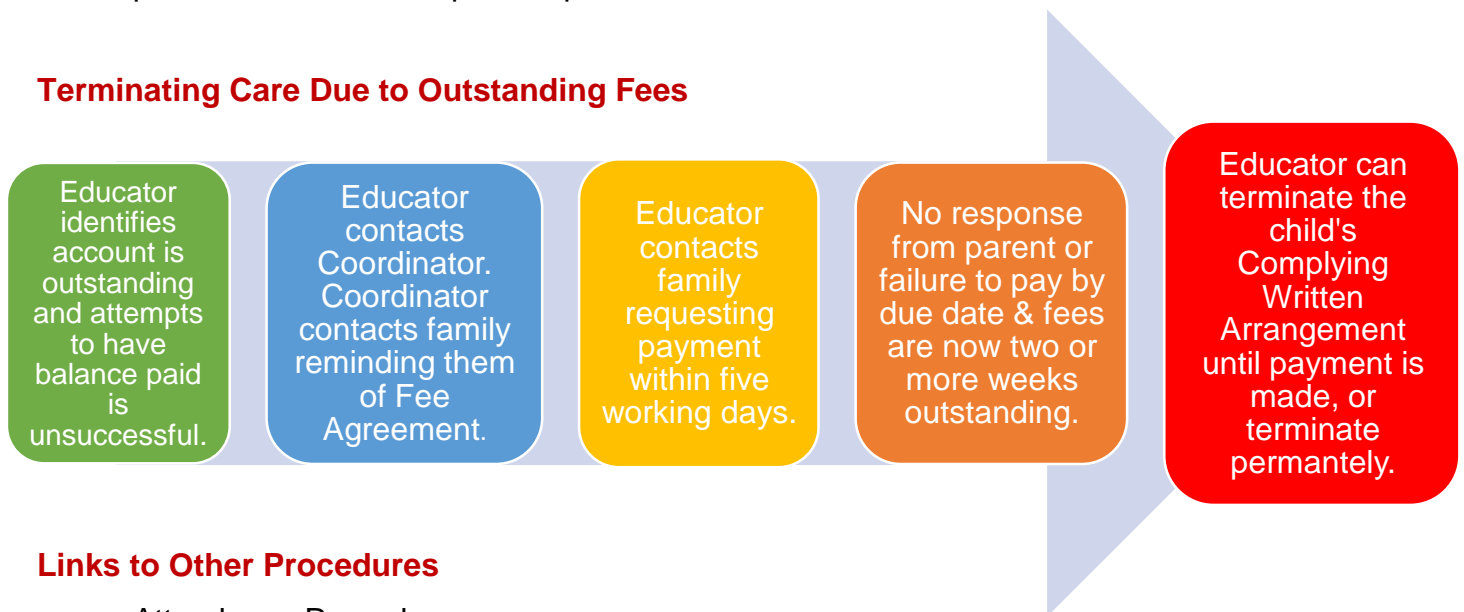 Terminating Care Due to Outstanding Fees
Educator
identifies
account is
outstanding
and attempts
to have
balance paid
is
unsuccessful.
Educator
contacts
Coordinator.
Coordinator
contacts family
reminding them
of Fee
Agreement.
Educator
contacts
family
requesting
payment
within five
working days.
No response
from parent or
failure to pay by
due date & fees
are now two or
more weeks
outstanding.
Educator can
terminate the
child's
Complying
Written
Arrangement
until payment is
made, or
terminate
permantely.
Links to Other Procedures